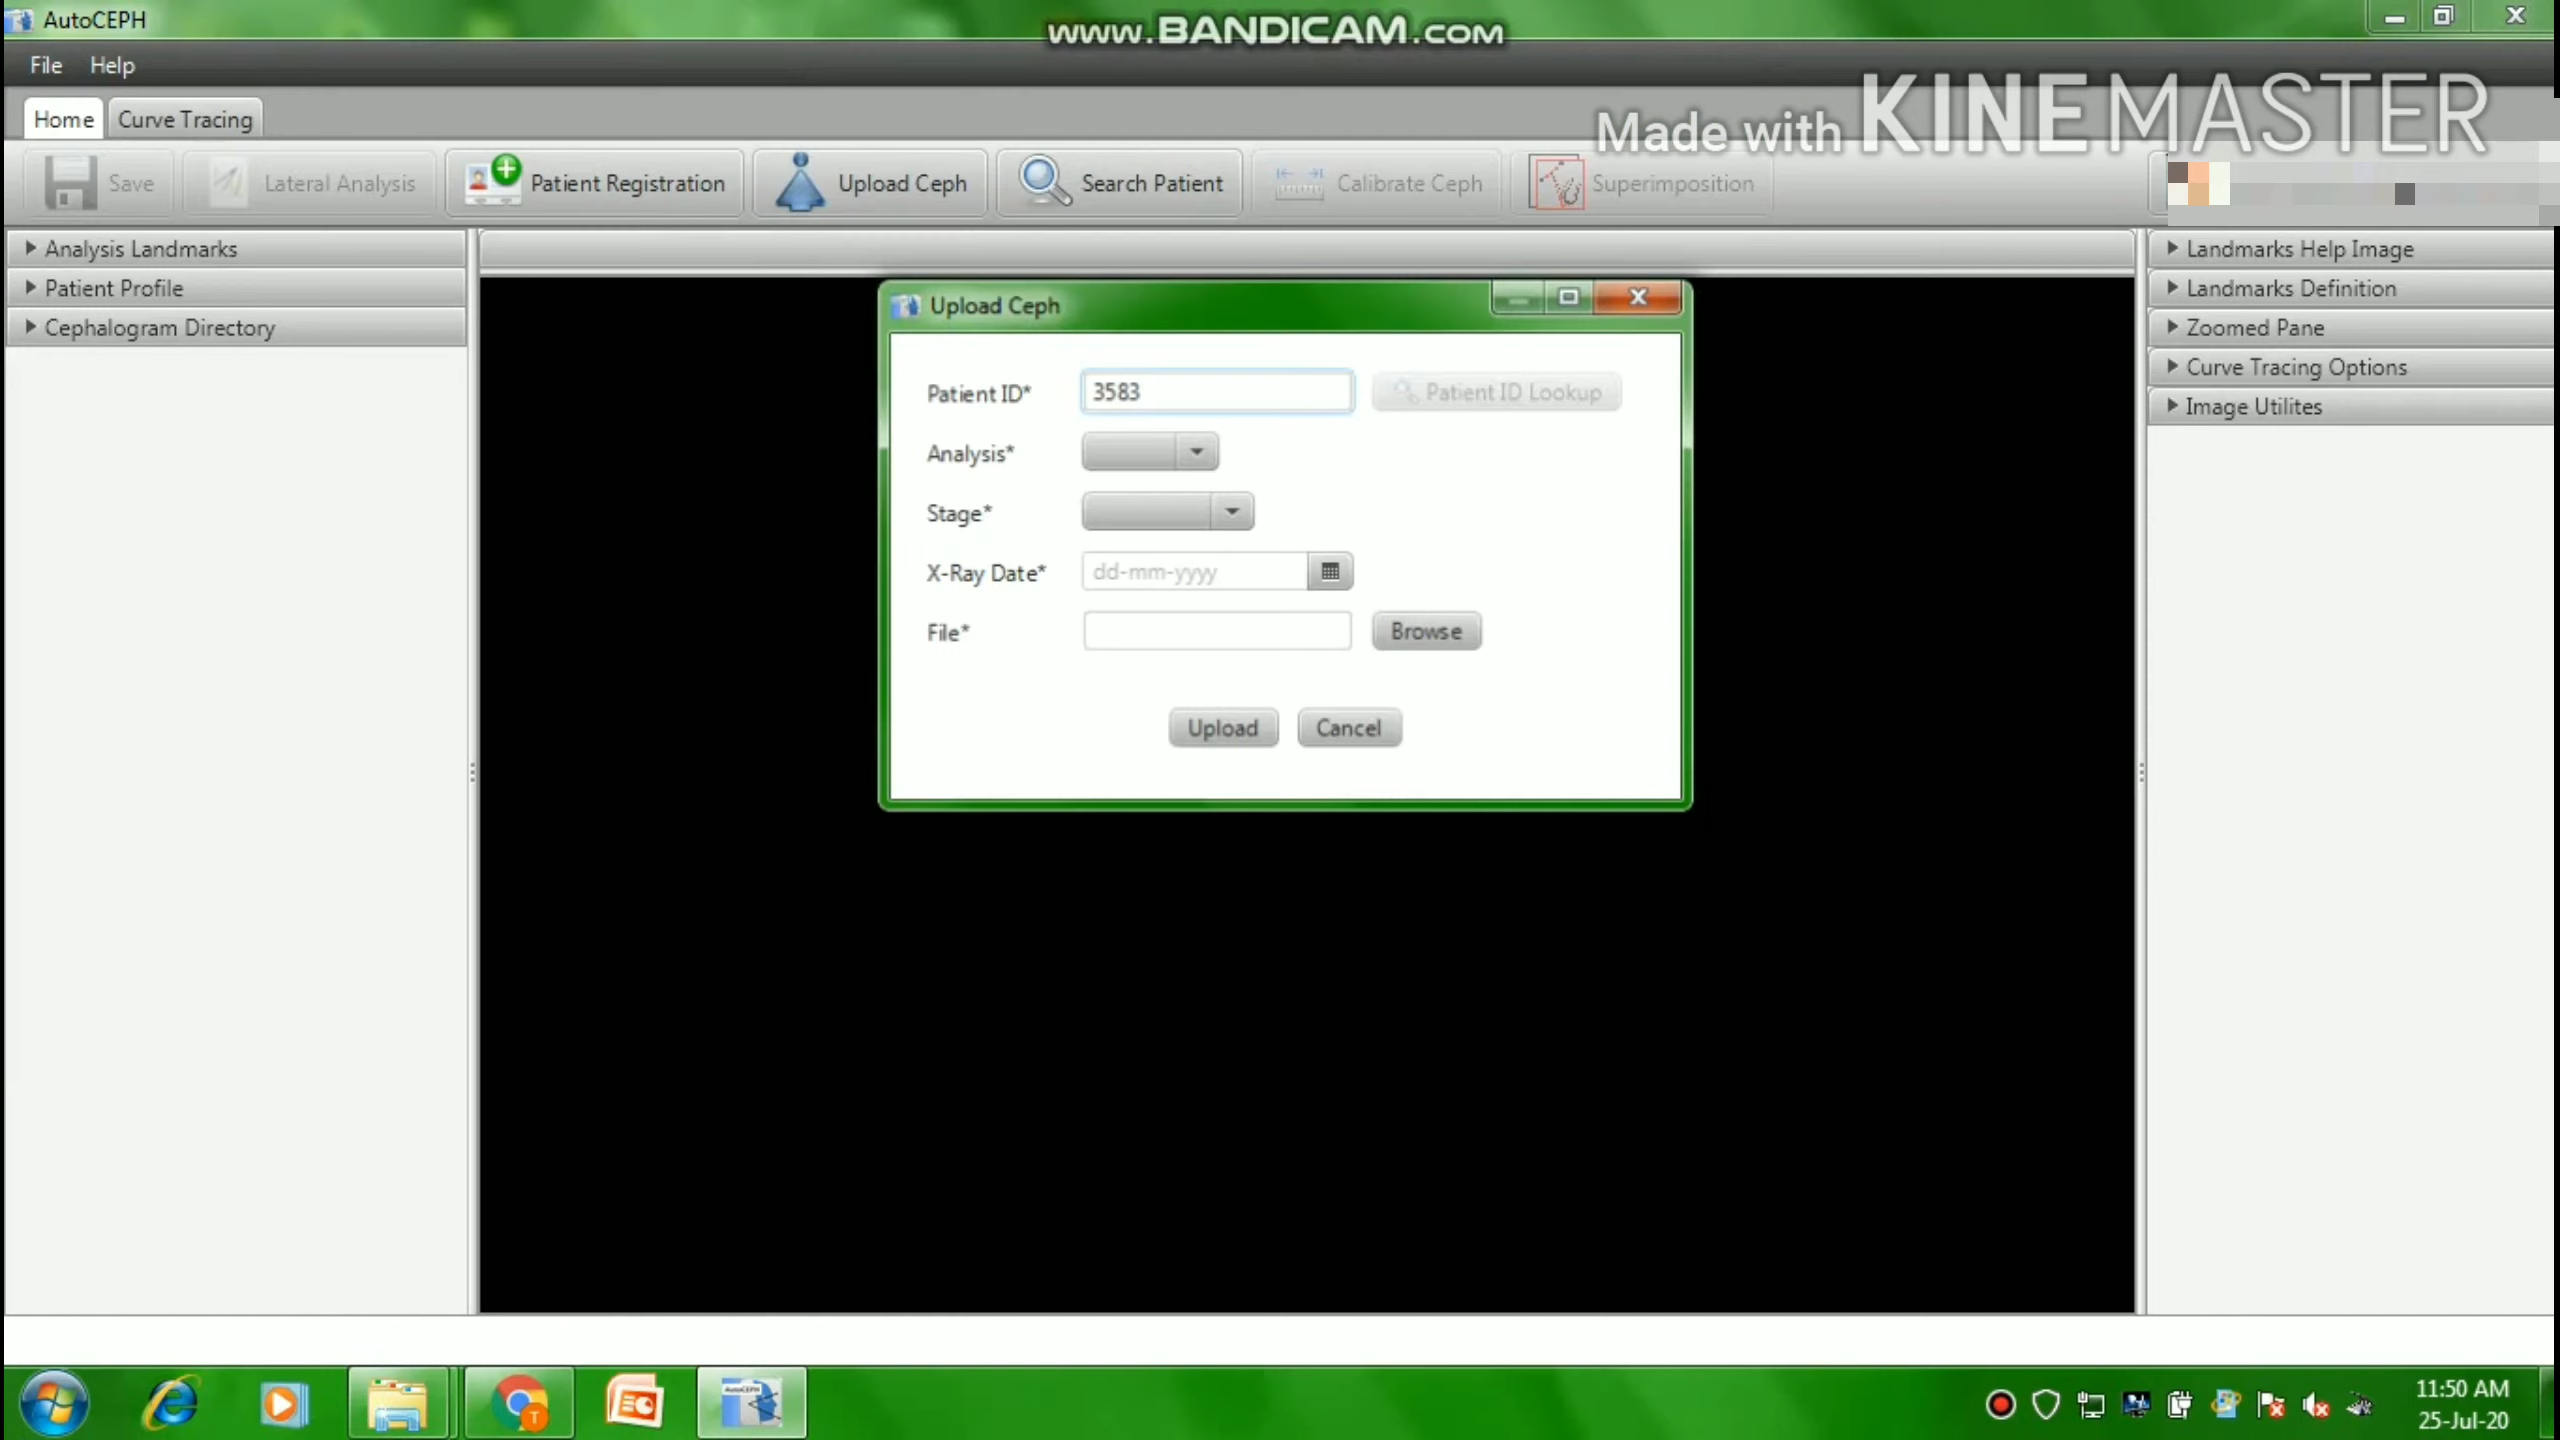 AutoCEPH
www.BANDICAM.com
File Help
Made with KINEMASTER
Home Curve Tracing
Save Lateral Analysis Patient Registration Upload Ceph Search Patient Calibrate Ceph Superimposition
Analysis Landmarks
Patient Profile
Cephalogram Directory
Upload Ceph
Patient ID* 3583 Patient ID Lookup
Analysis*
Stage*
X-Ray Date* dd-mm-yyyy
File* Browse
Upload Cancel
Landmarks Help Image
Landmarks Definition
Zoomed Pane
Curve Tracing Options
Image Utilites
AutoCEPH
T
11:50 AM
25-Jul-20